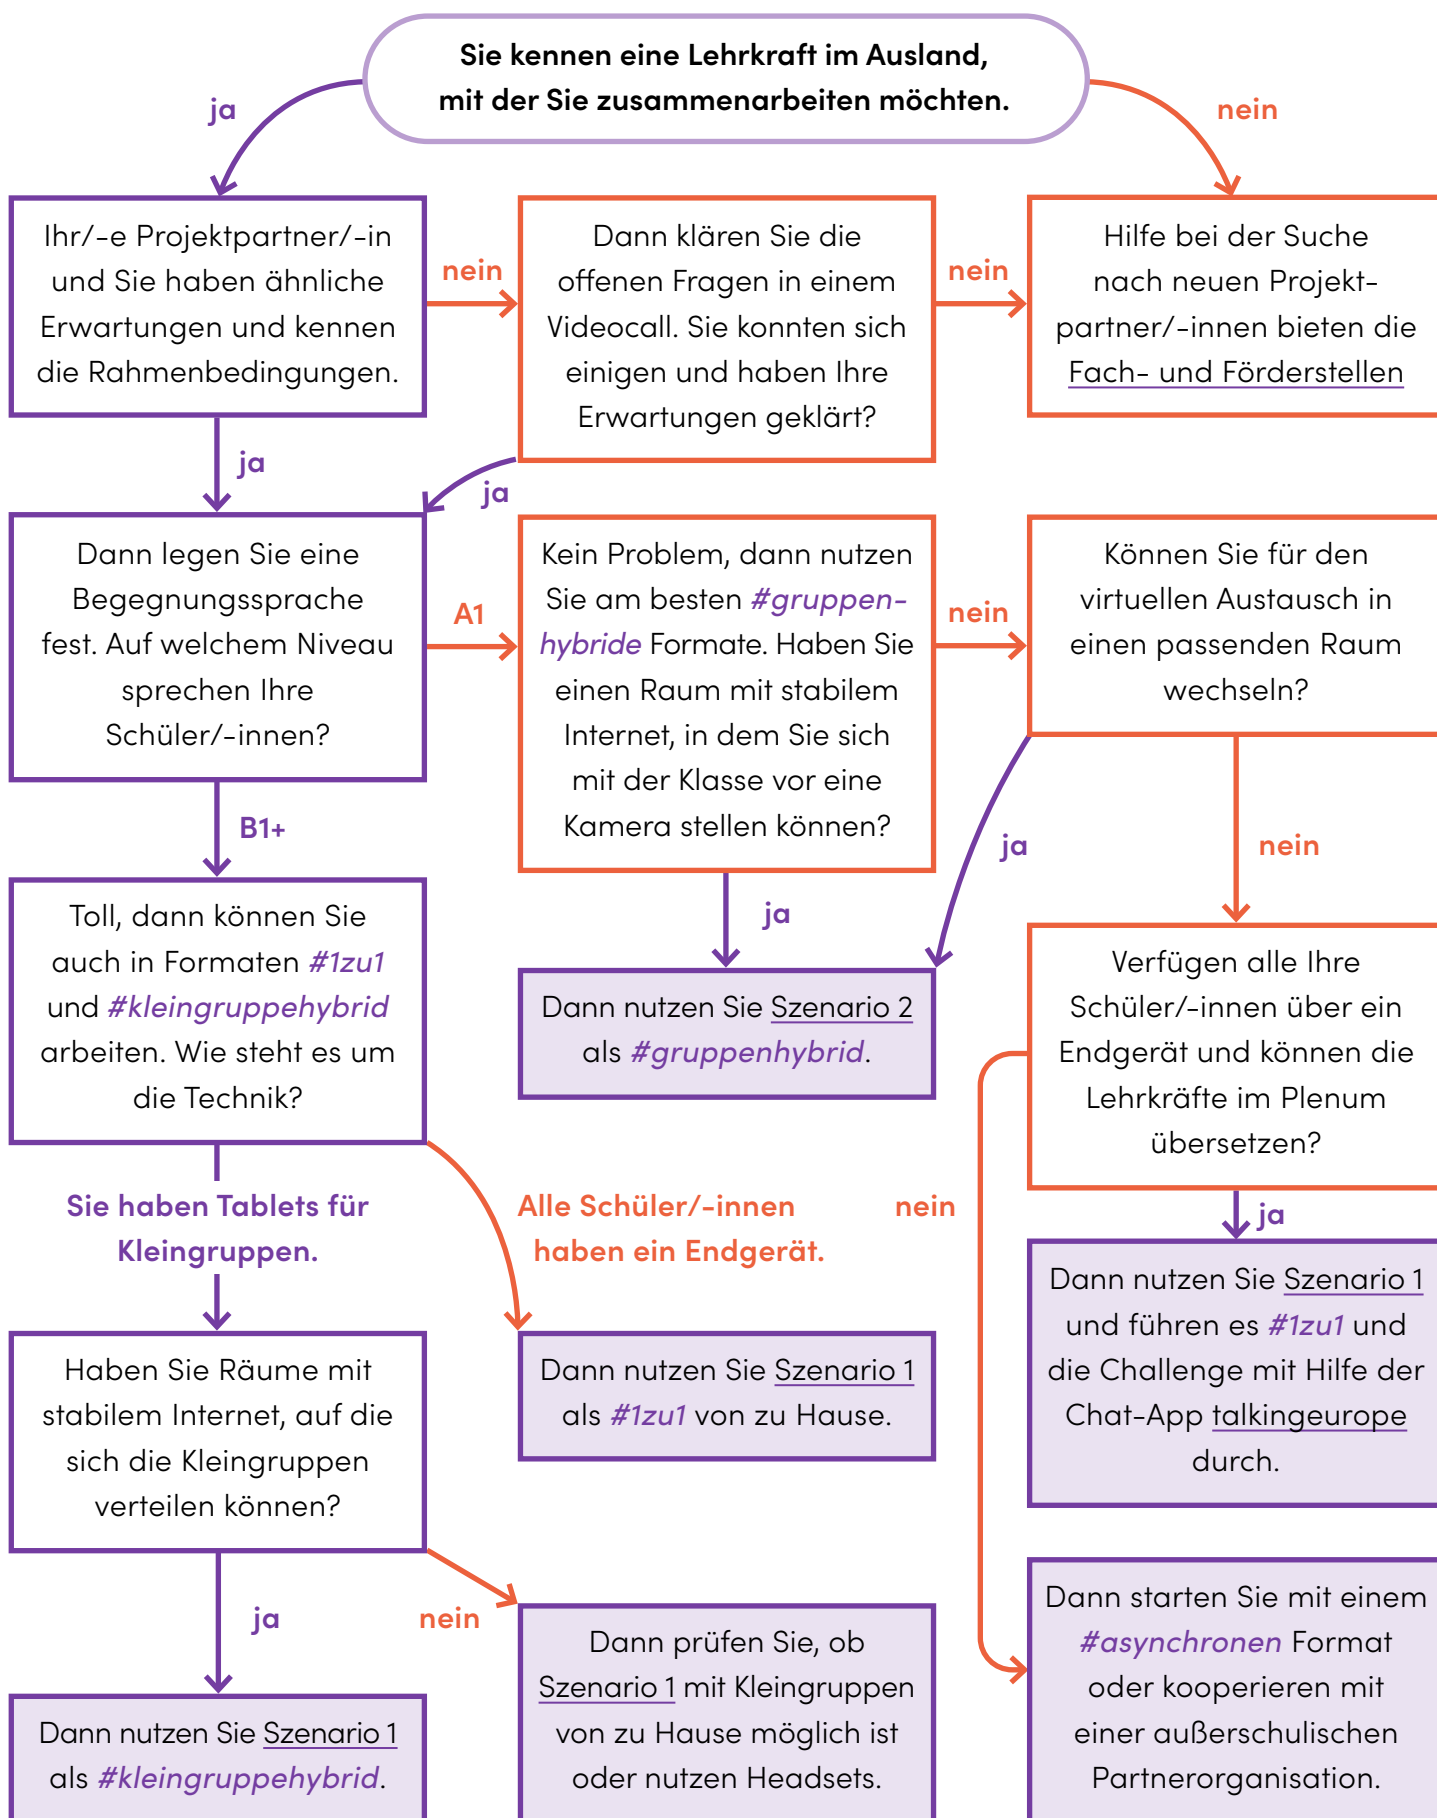 Sie kennen eine Lehrkraft im Ausland,
mit der Sie zusammenarbeiten möchten.
ja
nein
Ihr/-e Projektpartner/-in
und Sie haben ähnliche
Erwartungen und kennen
die Rahmenbedingungen.
nein
Dann klären Sie die
offenen Fragen in einem
Videocall. Sie konnten sich
einigen und haben Ihre
Erwartungen geklärt?
nein
Hilfe bei der Suche
nach neuen Projekt-
partner/-innen bieten die
Fach- und Förderstellen
ja
ja
Dann legen Sie eine
Begegnungssprache
fest. Auf welchem Niveau
sprechen Ihre
Schüler/-innen?
A1
Kein Problem, dann nutzen
Sie am besten #gruppen-
hybride Formate. Haben Sie
einen Raum mit stabilem
Internet, in dem Sie sich
mit der Klasse vor eine
Kamera stellen können?
nein
Können Sie für den
virtuellen Austausch in
einen passenden Raum
wechseln?
B1+
ja
ja
nein
Toll, dann können Sie
auch in Formaten #1zu1
und #kleingruppehybrid
arbeiten. Wie steht es um
die Technik?
Dann nutzen Sie Szenario 2
als #gruppenhybrid.
Verfügen alle Ihre
Schüler/-innen über ein
Endgerät und können die
Lehrkräfte im Plenum
übersetzen?
Sie haben Tablets für
Kleingruppen.
Alle Schüler/-innen
haben ein Endgerät.
nein
ja
Haben Sie Räume mit
stabilem Internet, auf die
sich die Kleingruppen
verteilen können?
Dann nutzen Sie Szenario 1
als #1zu1 von zu Hause.
Dann nutzen Sie Szenario 1
und führen es #1zu1 und
die Challenge mit Hilfe der
Chat-App talkingeurope
durch.
ja
nein
Dann nutzen Sie Szenario 1
als #kleingruppehybrid.
Dann prüfen Sie, ob
Szenario 1 mit Kleingruppen
von zu Hause möglich ist
oder nutzen Headsets.
Dann starten Sie mit einem
#asynchronen Format
oder kooperieren mit
einer außerschulischen
Partnerorganisation.